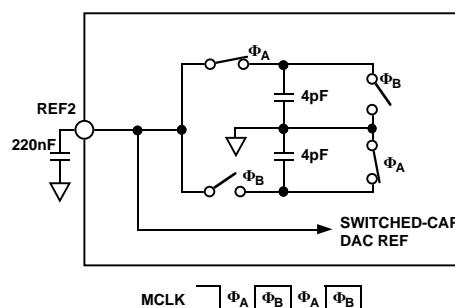 ΦA
ΦB
4pF
REF2
220nF
4pF
ΦA
ΦB
SWITCHED-CAP
DAC REF
MCLK ΦA ΦB ΦA ΦB